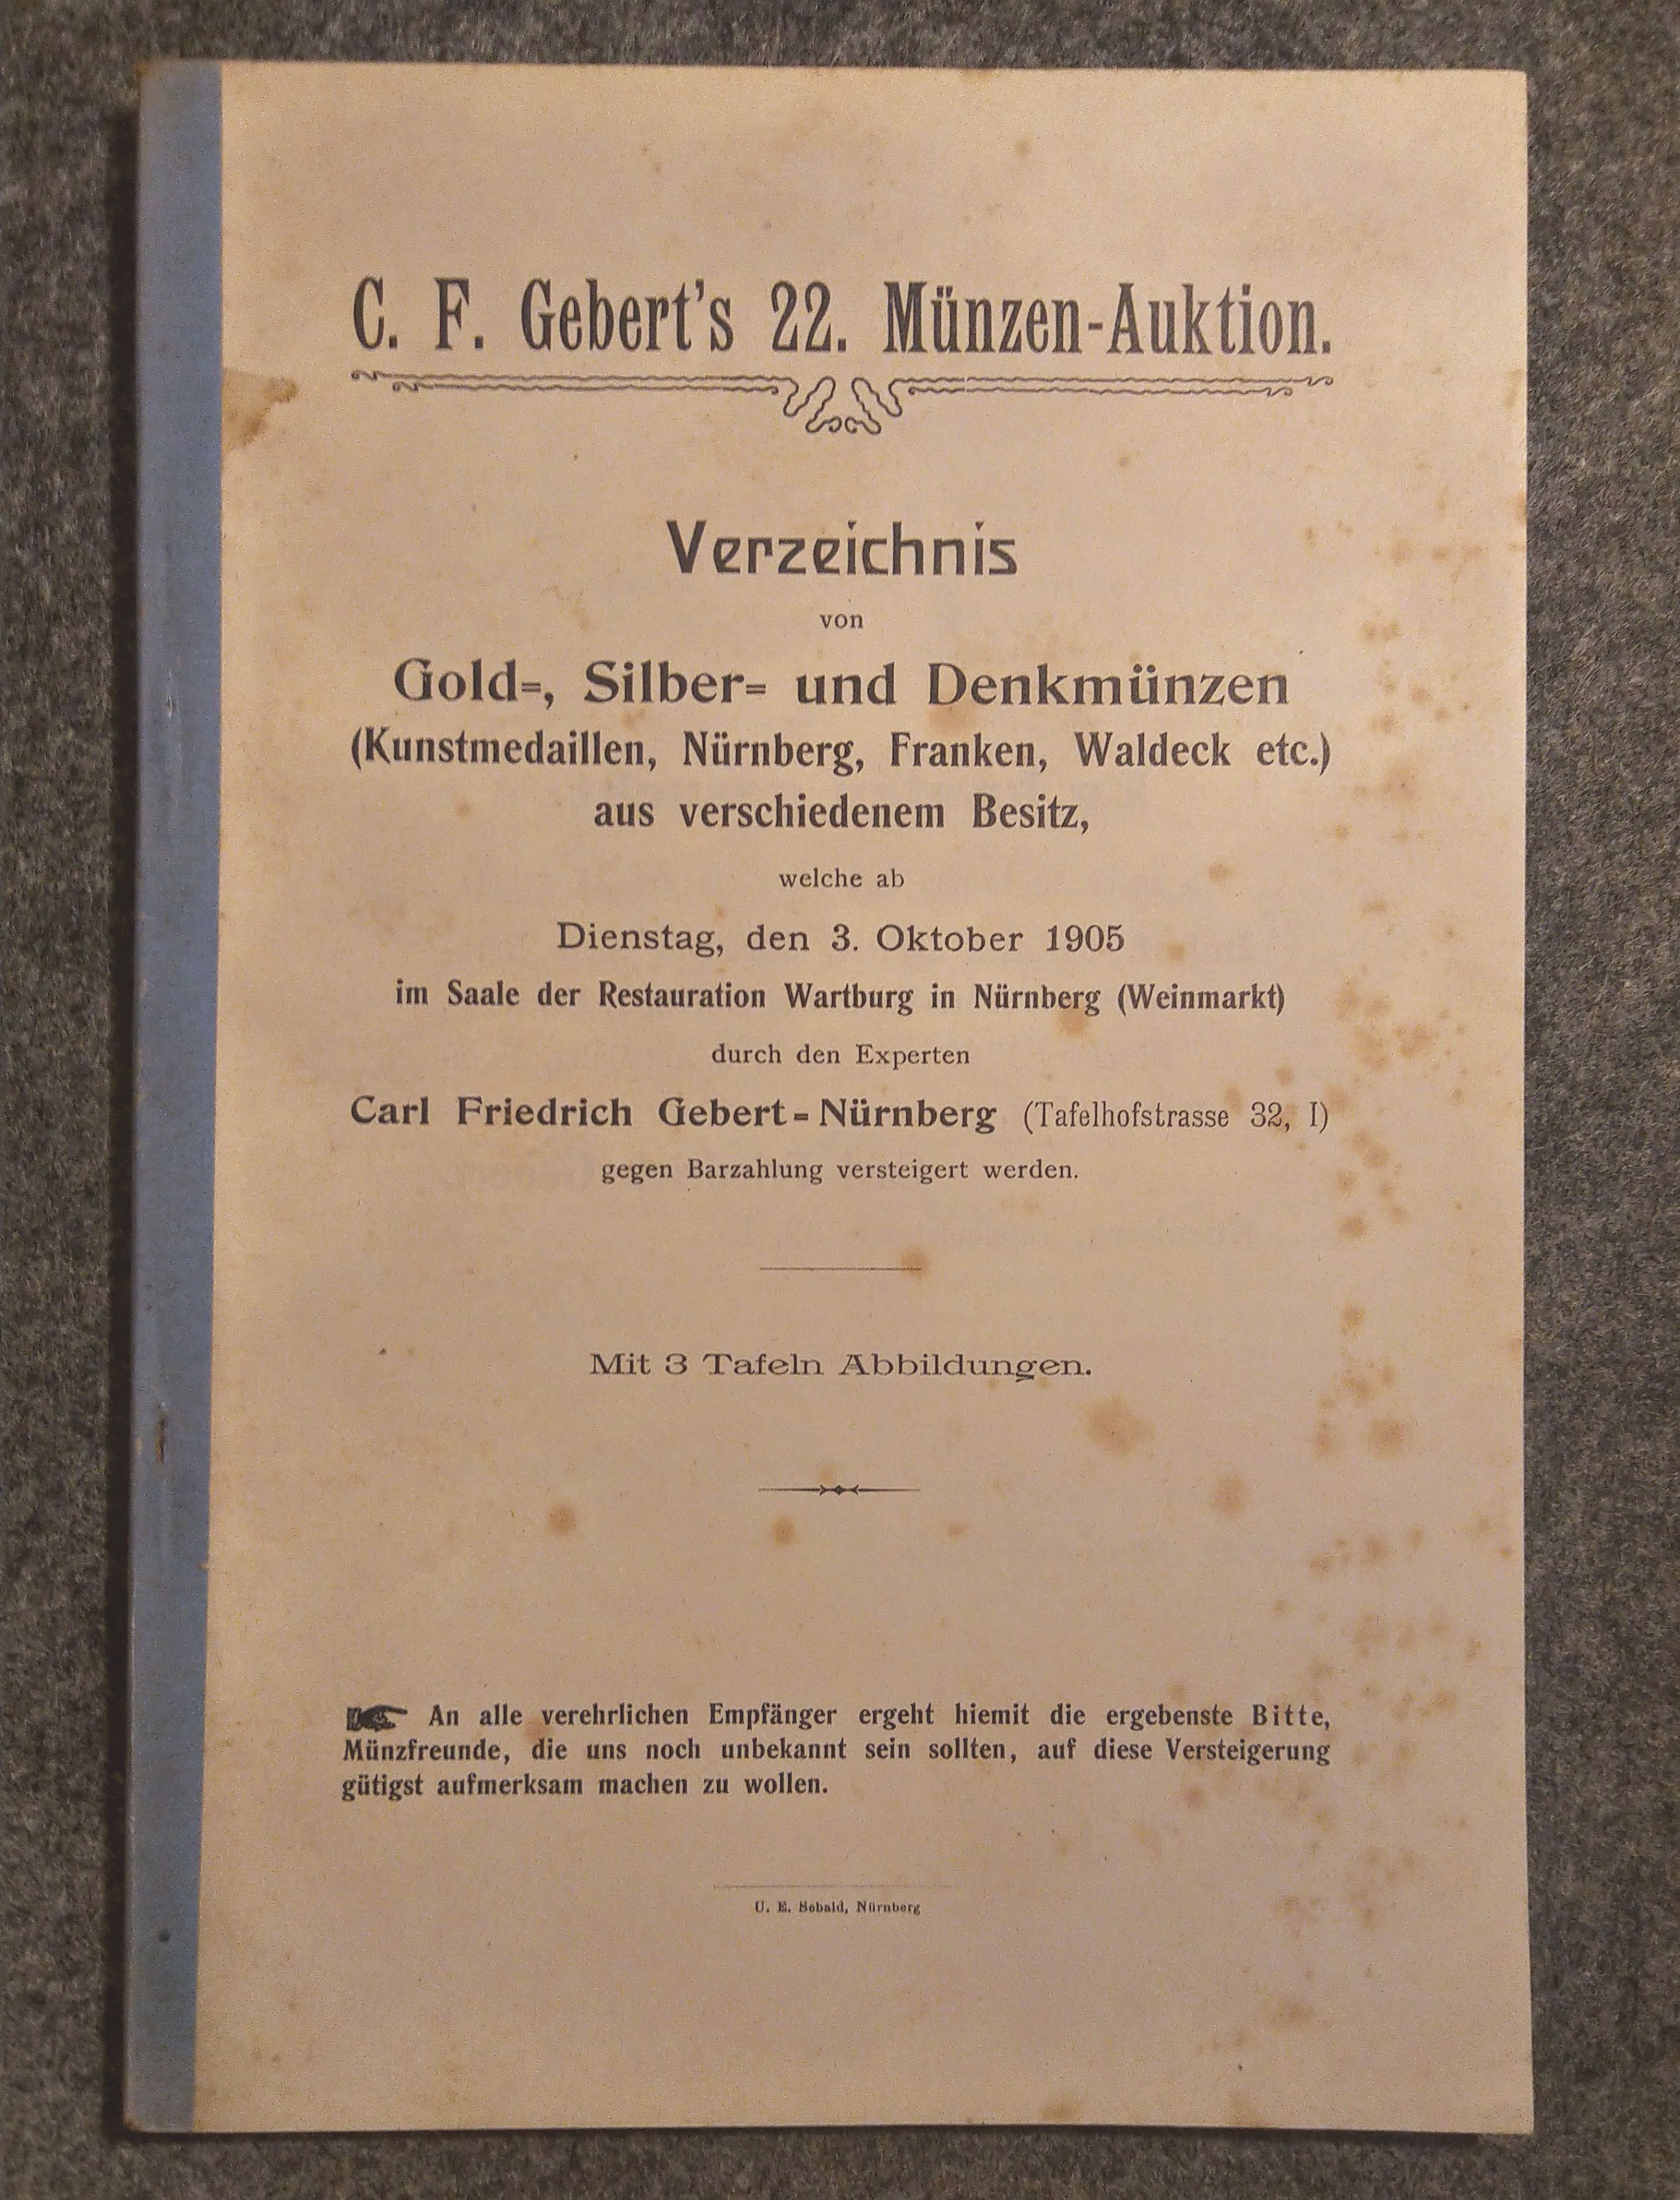 C. F. Gebert's 22. Münzen-Auktion.
Verzeichnis
von
Gold-, Silber- und Denkmünzen
(Kunstmedaillen, Nürnberg, Franken, Waldeck etc.)
aus verschiedenem Besitz,
welche ab
Dienstag, den 3. Oktober 1905
im Saale der Restauration Wartburg in Nürnberg (Weinmarkt)
durch den Experten
Carl Friedrich Gebert-Nürnberg (Tafelhofstrasse 32, I)
gegen Barzahlung versteigert werden.
Mit 3 Tafeln Abbildungen.
An alle verehrlichen Empfänger ergeht hiemit die ergebenste Bitte,
Münzfreunde, die uns noch unbekannt sein sollten, auf diese Versteigerung
gütigst aufmerksam machen zu wollen.
U. E. Sebald, Nürnberg